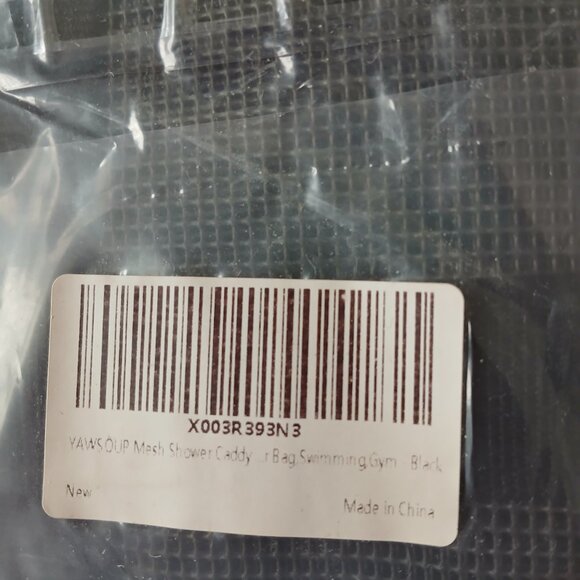 X003R393N3
YAWSOUP Mesh Shower Caddy ...r Bag,Swimming,Gym - Black
New
Made in China